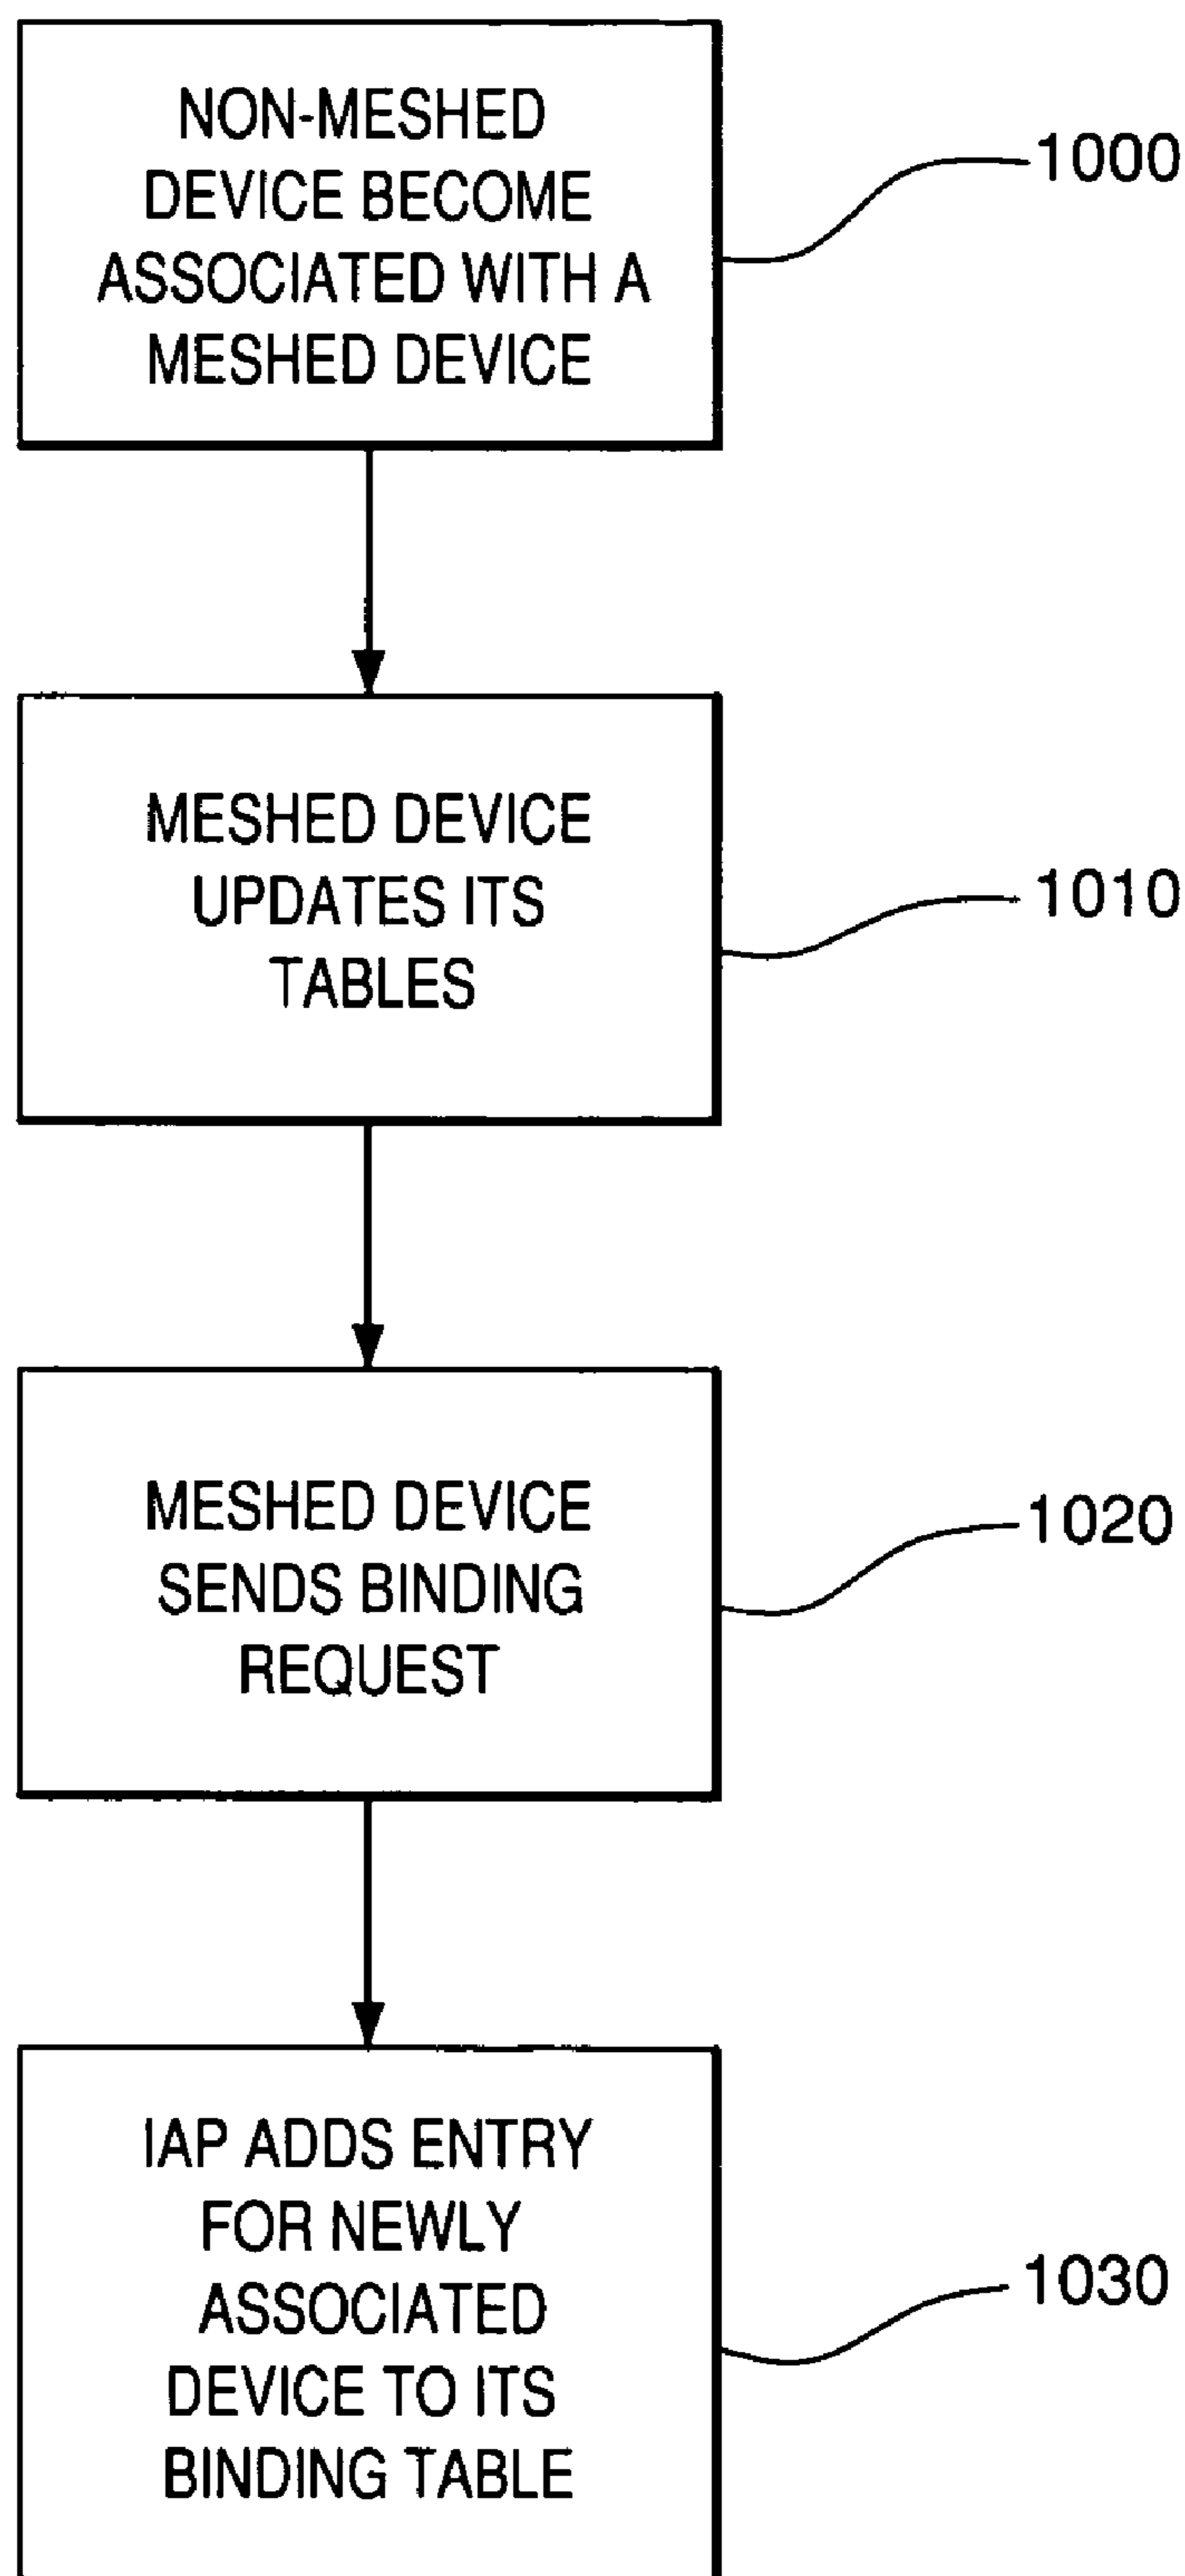 NON-MESHED
DEVICE BECOME
ASSOCIATED WITH A
MESHED DEVICE
1000
MESHED DEVICE
UPDATES ITS
TABLES
1010
MESHED DEVICE
SENDS BINDING
REQUEST
1020
IAP ADDS ENTRY
FOR NEWLY
ASSOCIATED
DEVICE TO ITS
BINDING TABLE
1030